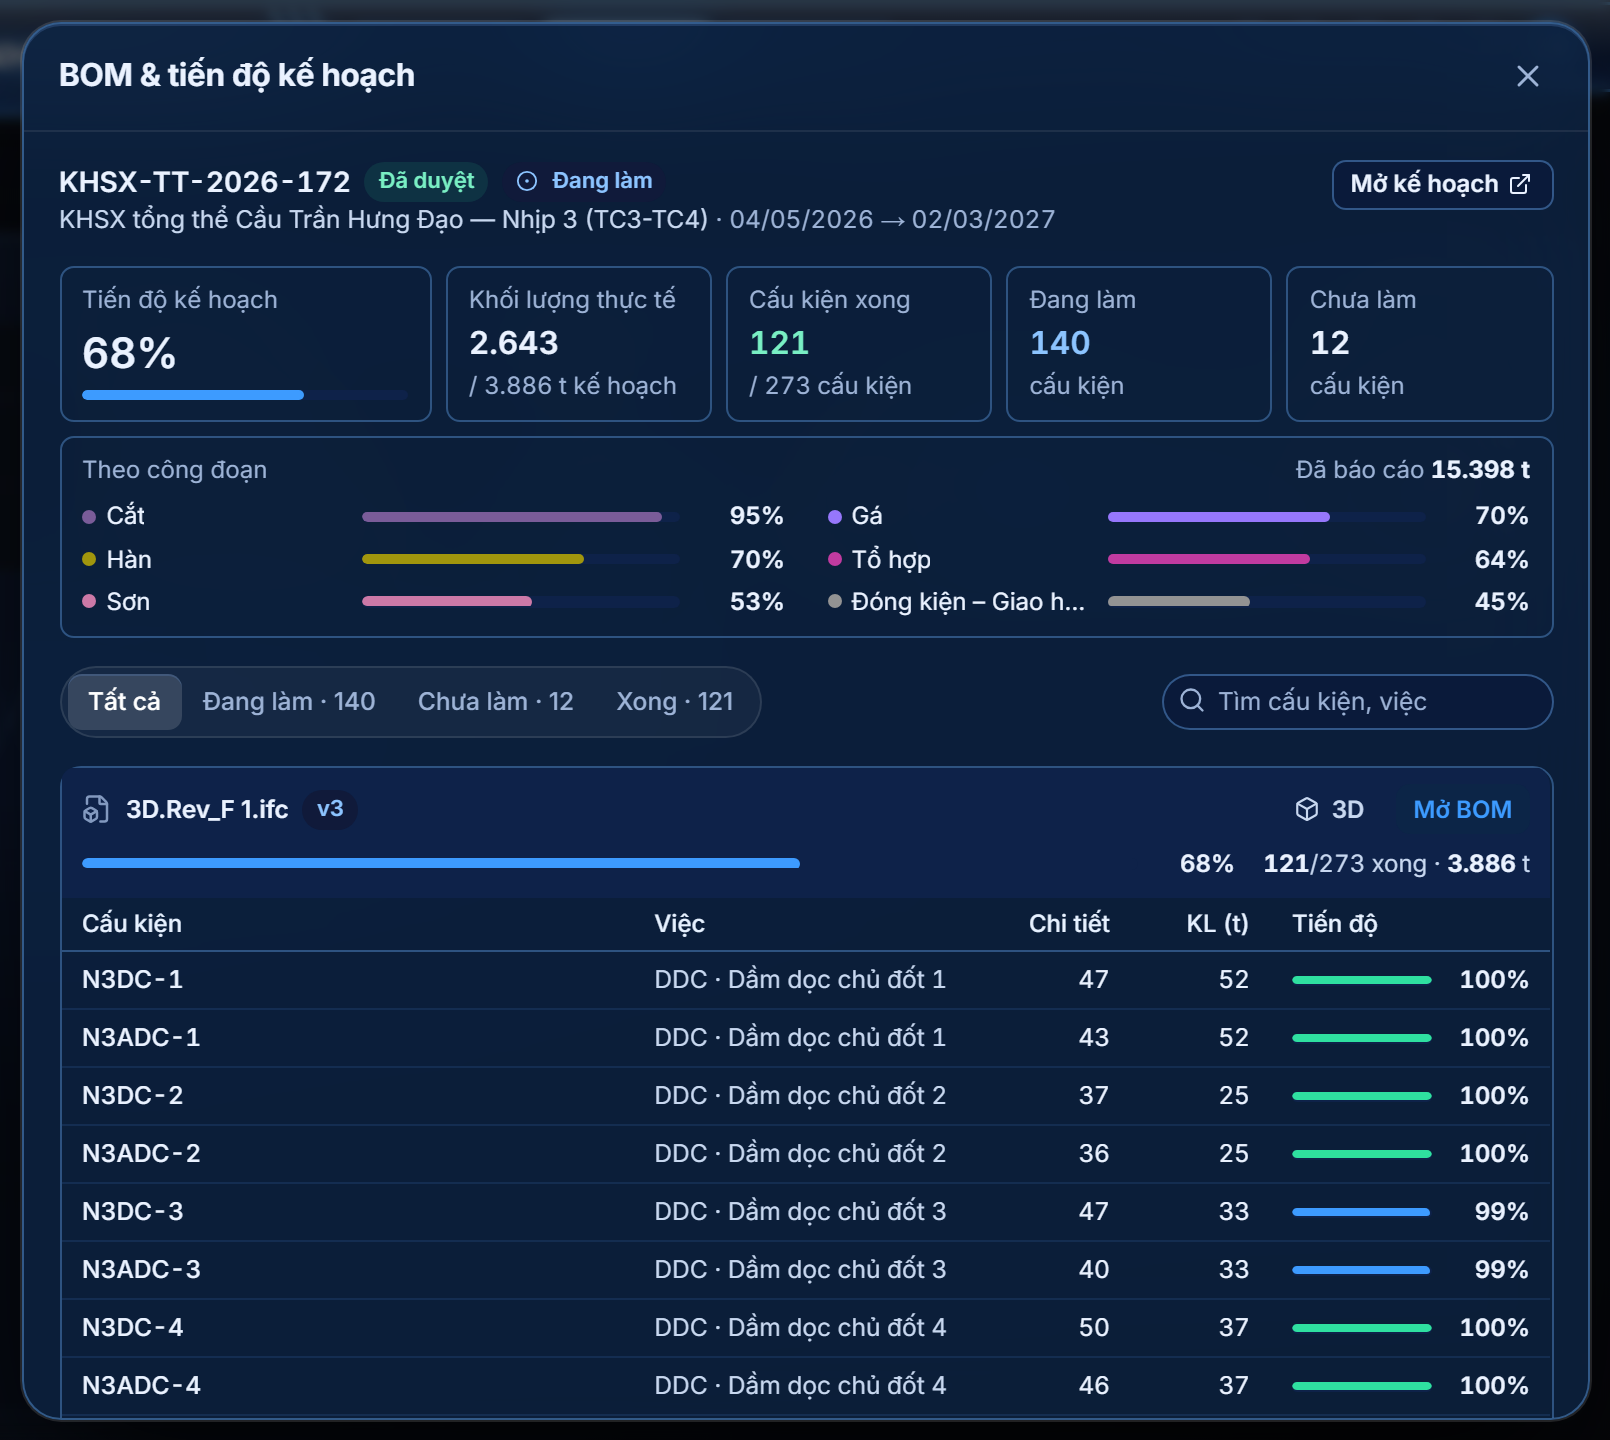 BOM & tiến độ kế hoạch
KHSX-TT-2026-172 Đã duyệt Đang làm Mở kế hoạch
KHSX tổng thể Cầu Trần Hưng Đạo — Nhịp 3 (TC3-TC4) · 04/05/2026 → 02/03/2027
Tiến độ kế hoạch
68%
Khối lượng thực tế
2.643
/ 3.886 t kế hoạch
Cấu kiện xong
121
/ 273 cấu kiện
Đang làm
140
cấu kiện
Chưa làm
12
cấu kiện
Theo công đoạn Đã báo cáo 15.398 t
Cắt 95% Gá 70%
Hàn 70% Tổ hợp 64%
Sơn 53% Đóng kiện – Giao h... 45%
Tất cả Đang làm · 140 Chưa làm · 12 Xong · 121 Tìm cấu kiện, việc
3D.Rev_F 1.ifc v3 3D Mở BOM
68% 121/273 xong · 3.886 t
Cấu kiện Việc Chi tiết KL (t) Tiến độ
N3DC-1 DDC · Dầm dọc chủ đốt 1 47 52 100%
N3ADC-1 DDC · Dầm dọc chủ đốt 1 43 52 100%
N3DC-2 DDC · Dầm dọc chủ đốt 2 37 25 100%
N3ADC-2 DDC · Dầm dọc chủ đốt 2 36 25 100%
N3DC-3 DDC · Dầm dọc chủ đốt 3 47 33 99%
N3ADC-3 DDC · Dầm dọc chủ đốt 3 40 33 99%
N3DC-4 DDC · Dầm dọc chủ đốt 4 50 37 100%
N3ADC-4 DDC · Dầm dọc chủ đốt 4 46 37 100%